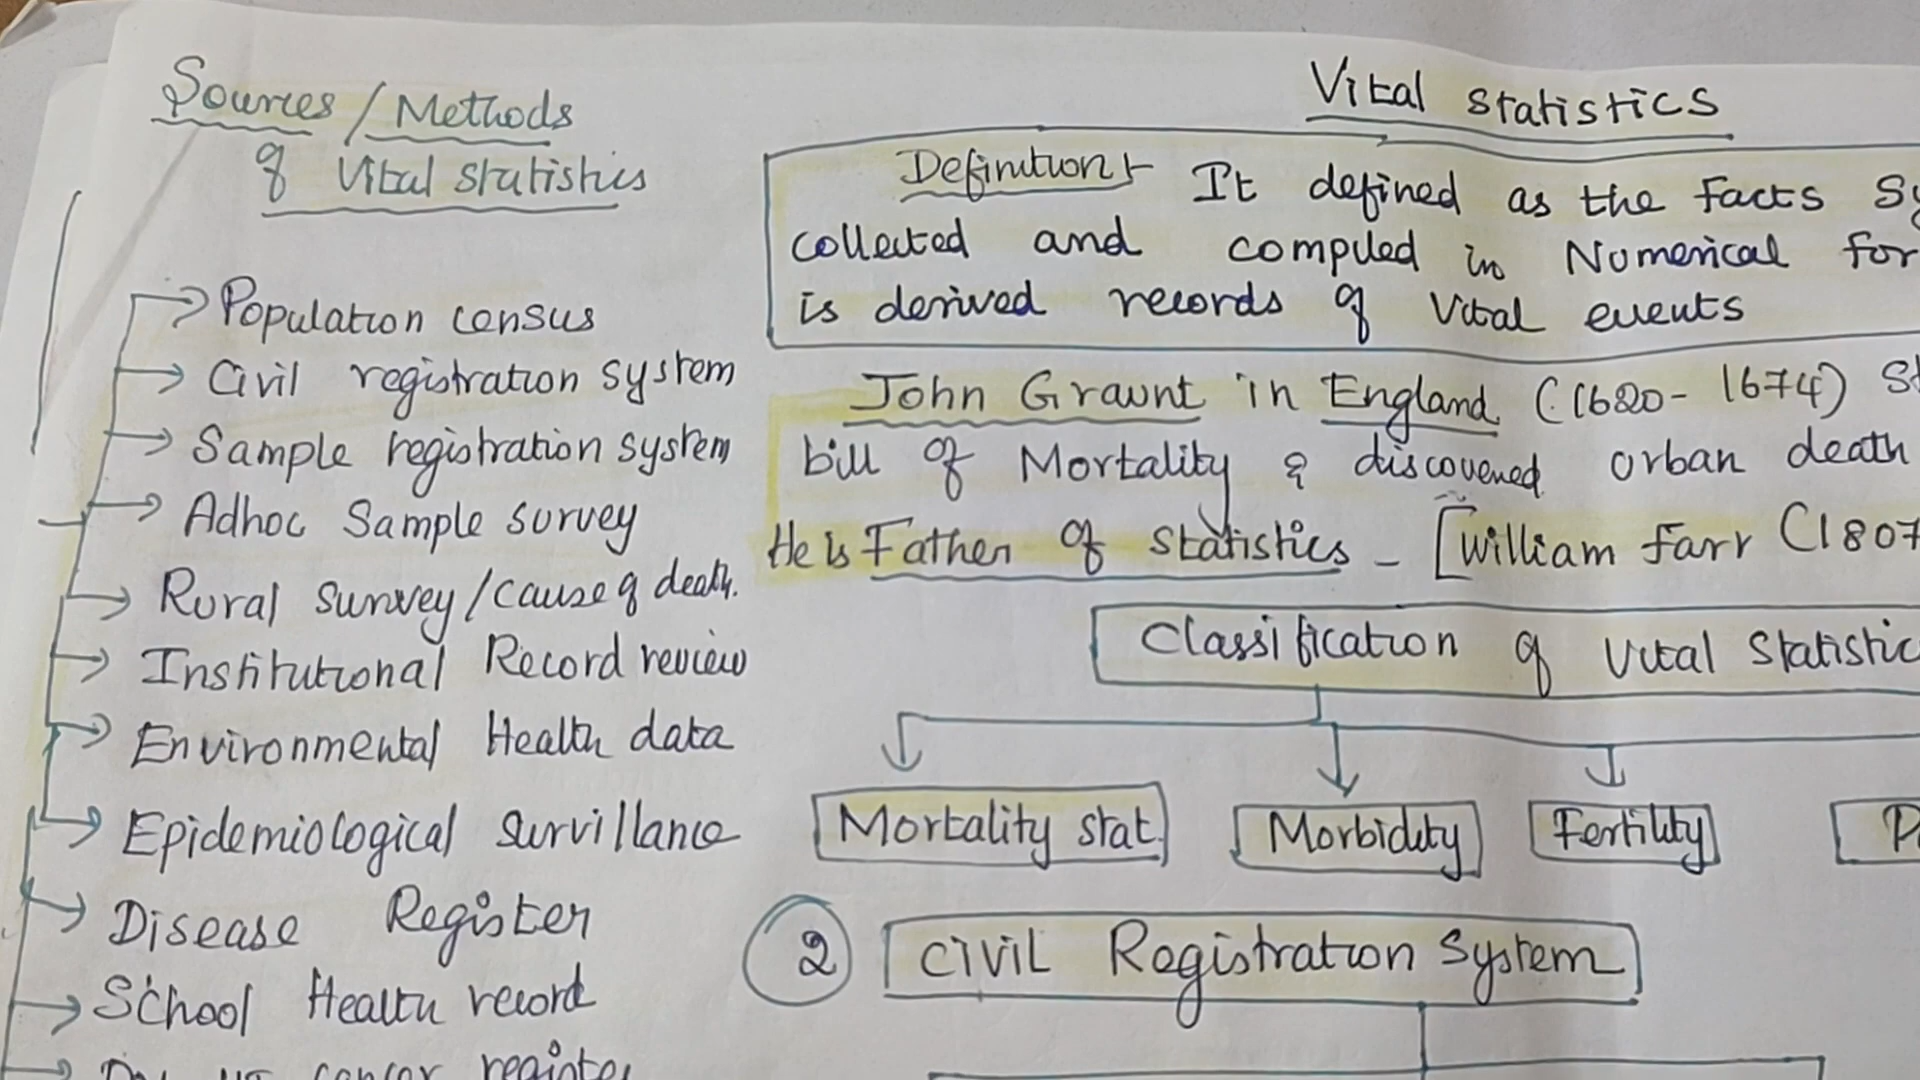 Sources / Methods
of Vital statistics
Population census
Civil registration system
Sample registration system
Adhoc Sample survey
Rural Survey / cause of death.
Institutional Record review
Environmental Health data
Epidemiological Survillance
Disease Register
School Health record
cancer register
Vital statistics
Definition :- It defined as the facts
collected and compiled in Numerical for
is derived records of Vital events
John Graunt in England (1620- 1674)
bill of Mortality & discovered urban death
He is Father of statistics - [William Farr (1807
Classification of Vital Statistic
Mortality stat. Morbidity Fertility
2 Civil Registration System